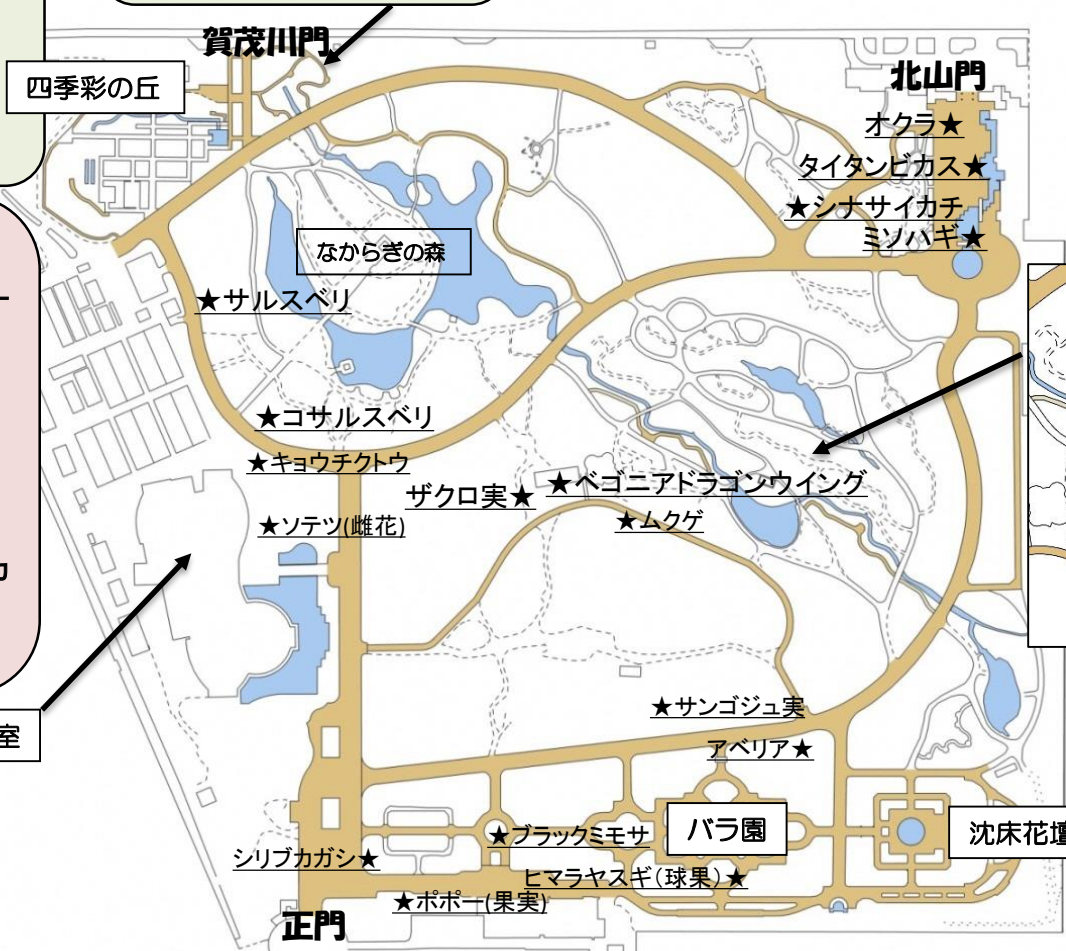 賀茂川門
四季彩の丘
北山門
オクラ★
タイタンビカス★
★シナサイカチ
ミソハギ★
なからぎの森
★サルスベリ
★コサルスベリ
★キョウチクトウ
ザクロ実★
★ベゴニアドラゴンウイング
★ソテツ(雌花)
★ムクゲ
室
★サンゴジュ実
アベリア★
バラ園
★ブラックミモサ
沈床花壇
シリブカガシ★
ヒマラヤスギ(球果)★
★ポポー(果実)
正門